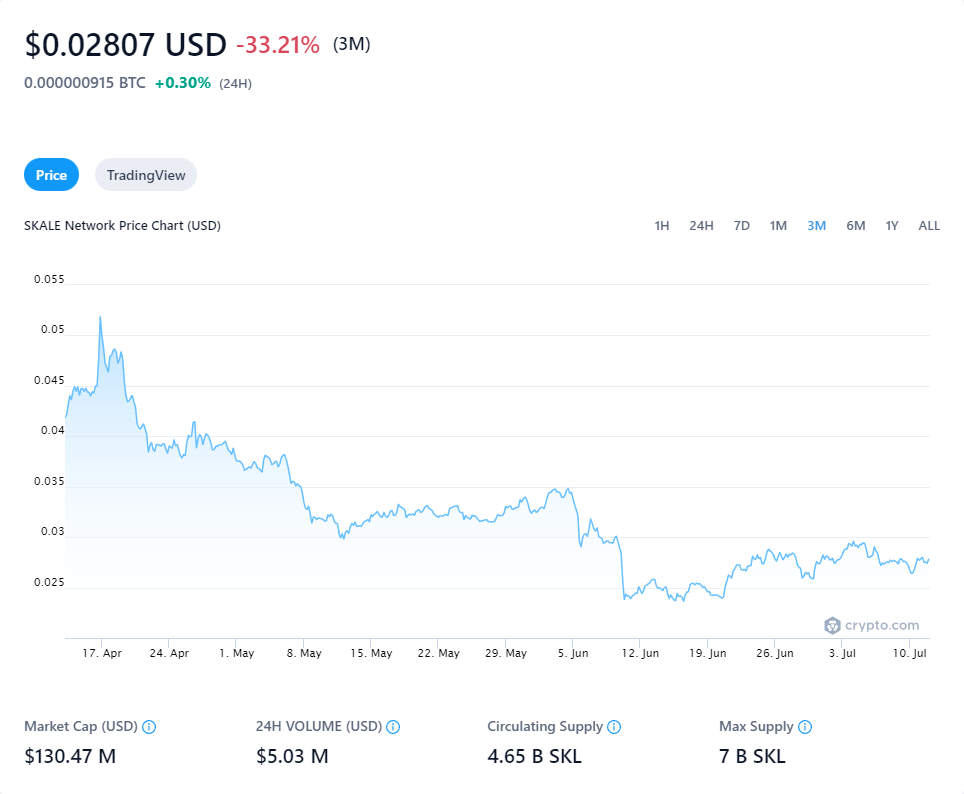 $0.02807 USD -33.21% (3M)
0.000000915 BTC +0.30% (24H)
Price TradingView
SKALE Network Price Chart (USD) 1H 24H 7D 1M 3M 6M 1Y ALL
0.055
0.05
0.045
0.04
0.035
0.03
0.025
crypto.com
17. Apr 24. Apr 1. May 8. May 15. May 22. May 29. May 5. Jun 12. Jun 19. Jun 26. Jun 3. Jul 10. Jul
Market Cap (USD) 24H VOLUME (USD) Circulating Supply Max Supply
$130.47 M $5.03 M 4.65 B SKL 7 B SKL